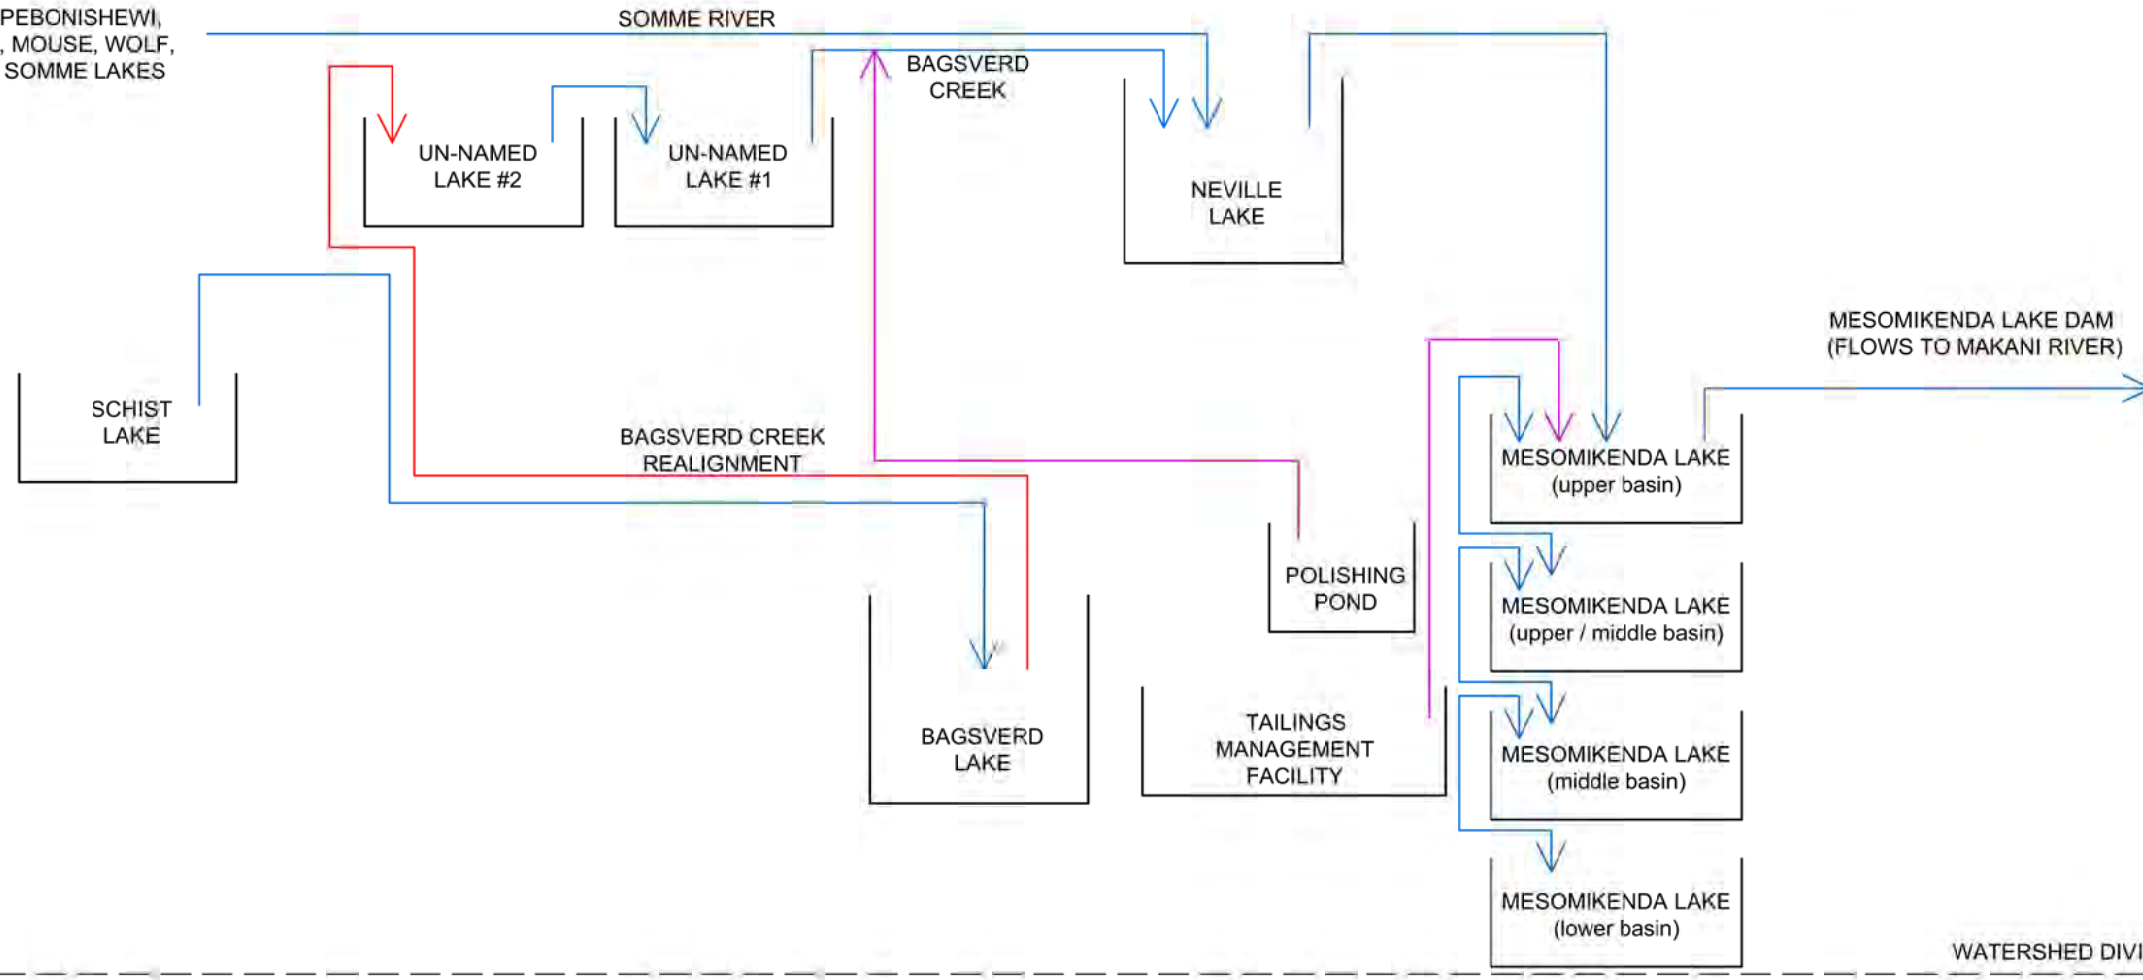 PEBONISHEWI,
, MOUSE, WOLF,
SOMME LAKES
SOMME RIVER
BAGSVERD
CREEK
UN-NAMED
LAKE #2
UN-NAMED
LAKE #1
NEVILLE
LAKE
MESOMIKENDA LAKE DAM
(FLOWS TO MAKANI RIVER)
SCHIST
LAKE
BAGSVERD CREEK
REALIGNMENT
MESOMIKENDA LAKE
(upper basin)
POLISHING
POND
MESOMIKENDA LAKE
(upper / middle basin)
BAGSVERD
LAKE
TAILINGS
MANAGEMENT
FACILITY
MESOMIKENDA LAKE
(middle basin)
MESOMIKENDA LAKE
(lower basin)
WATERSHED DIVI